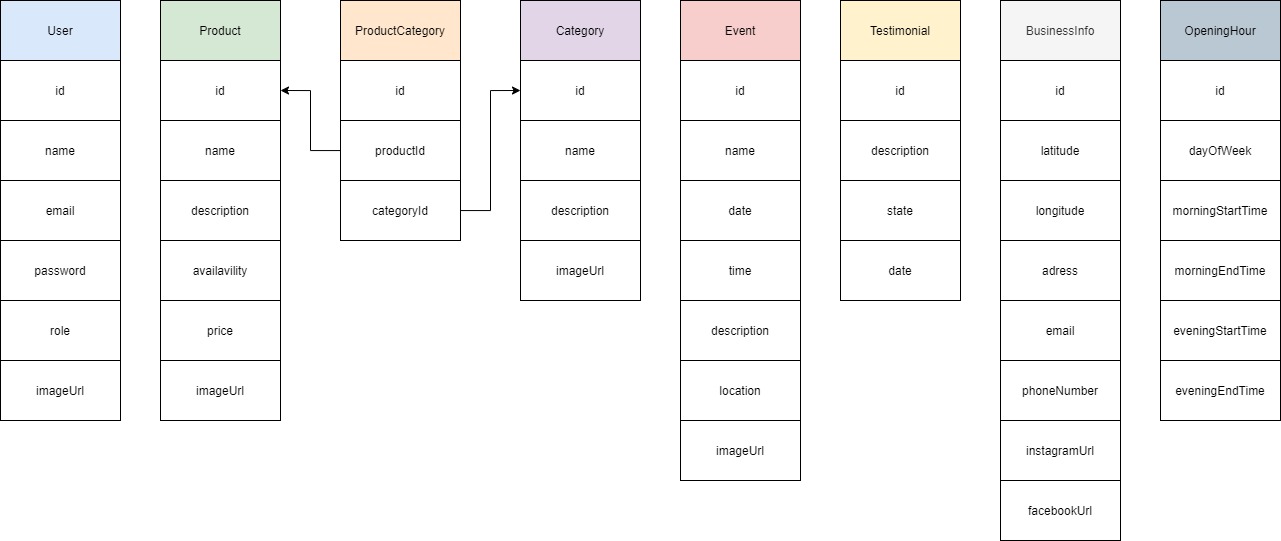 User
id
name
email
password
role
imageUrl
Product
id
name
description
availavility
price
imageUrl
ProductCategory
id
productId
categoryId
Category
id
name
description
imageUrl
Event
id
name
date
time
description
location
imageUrl
Testimonial
id
description
state
date
BusinessInfo
id
latitude
longitude
adress
email
phoneNumber
instagramUrl
facebookUrl
OpeningHour
id
dayOfWeek
morningStartTime
morningEndTime
eveningStartTime
eveningEndTime